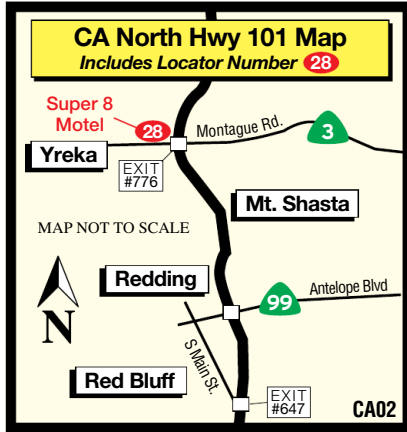 CA North Hwy 101 Map
Includes Locator Number 28
Super 8
Motel
28
Montague Rd.
3
Yreka
EXIT
#776
Mt. Shasta
MAP NOT TO SCALE
Redding
Antelope Blvd
99
N
S Main St.
Red Bluff
EXIT
#647
CA02